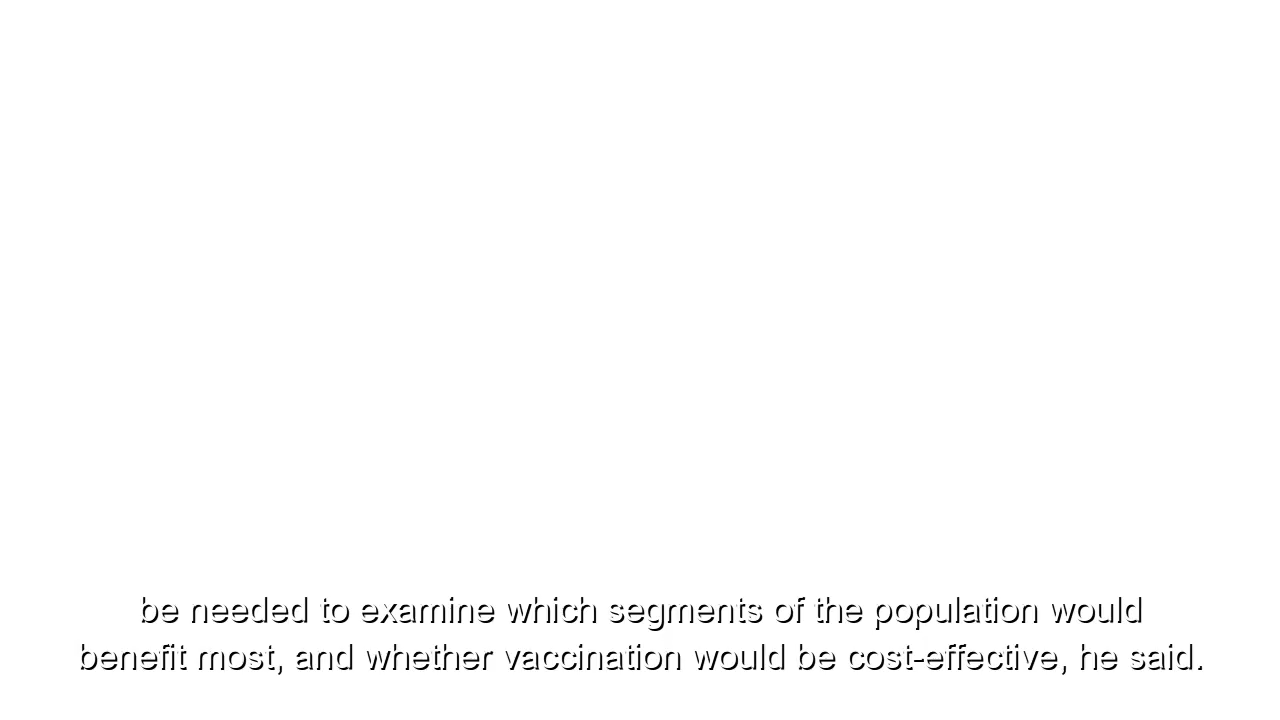 be needed to examine which segments of the population would
benefit most, and whether vaccination would be cost-effective, he said.